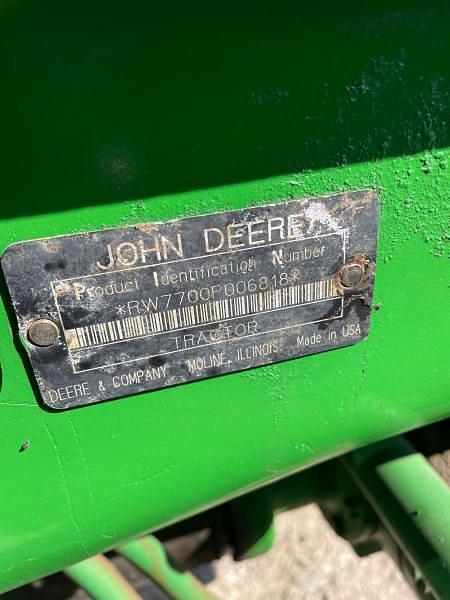 JOHN DEERE
Product Identification Number
*RW7700P006818*
TRACTOR
DEERE & COMPANY MOLINE, ILLINOIS Made in USA